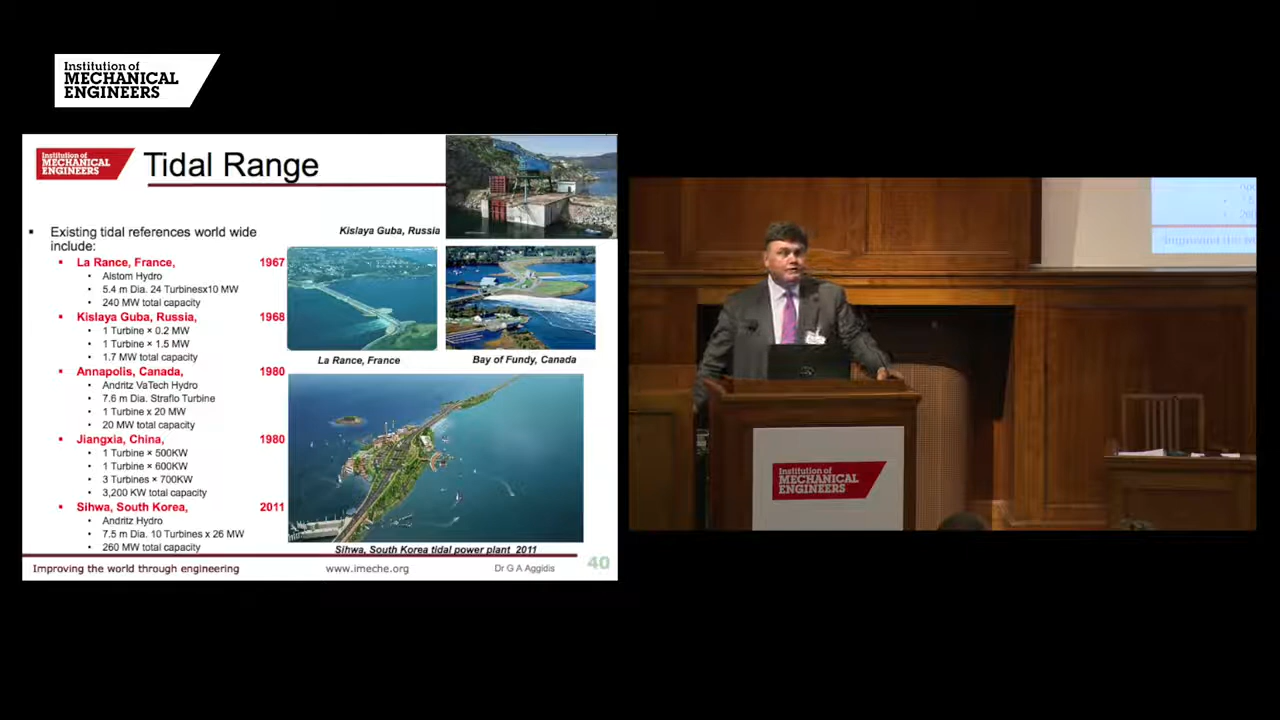 Institution of
MECHANICAL
ENGINEERS
Institution of
MECHANICAL
ENGINEERS
Tidal Range
▪ Existing tidal references world wide
include:
▪ La Rance, France, 1967
• Alstom Hydro
• 5.4 m Dia. 24 Turbinesx10 MW
• 240 MW total capacity
▪ Kislaya Guba, Russia, 1968
• 1 Turbine × 0.2 MW
• 1 Turbine × 1.5 MW
• 1.7 MW total capacity
▪ Annapolis, Canada, 1980
• Andritz VaTech Hydro
• 7.6 m Dia. Straflo Turbine
• 1 Turbine x 20 MW
• 20 MW total capacity
▪ Jiangxia, China, 1980
• 1 Turbine × 500KW
• 1 Turbine × 600KW
• 3 Turbines × 700KW
• 3,200 KW total capacity
▪ Sihwa, South Korea, 2011
• Andritz Hydro
• 7.5 m Dia. 10 Turbines x 26 MW
• 260 MW total capacity
Kislaya Guba, Russia
La Rance, France
Bay of Fundy, Canada
Sihwa, South Korea tidal power plant 2011
Improving the world through engineering
www.imeche.org
Dr G A Aggidis
40
Institution of
MECHANICAL
ENGINEERS